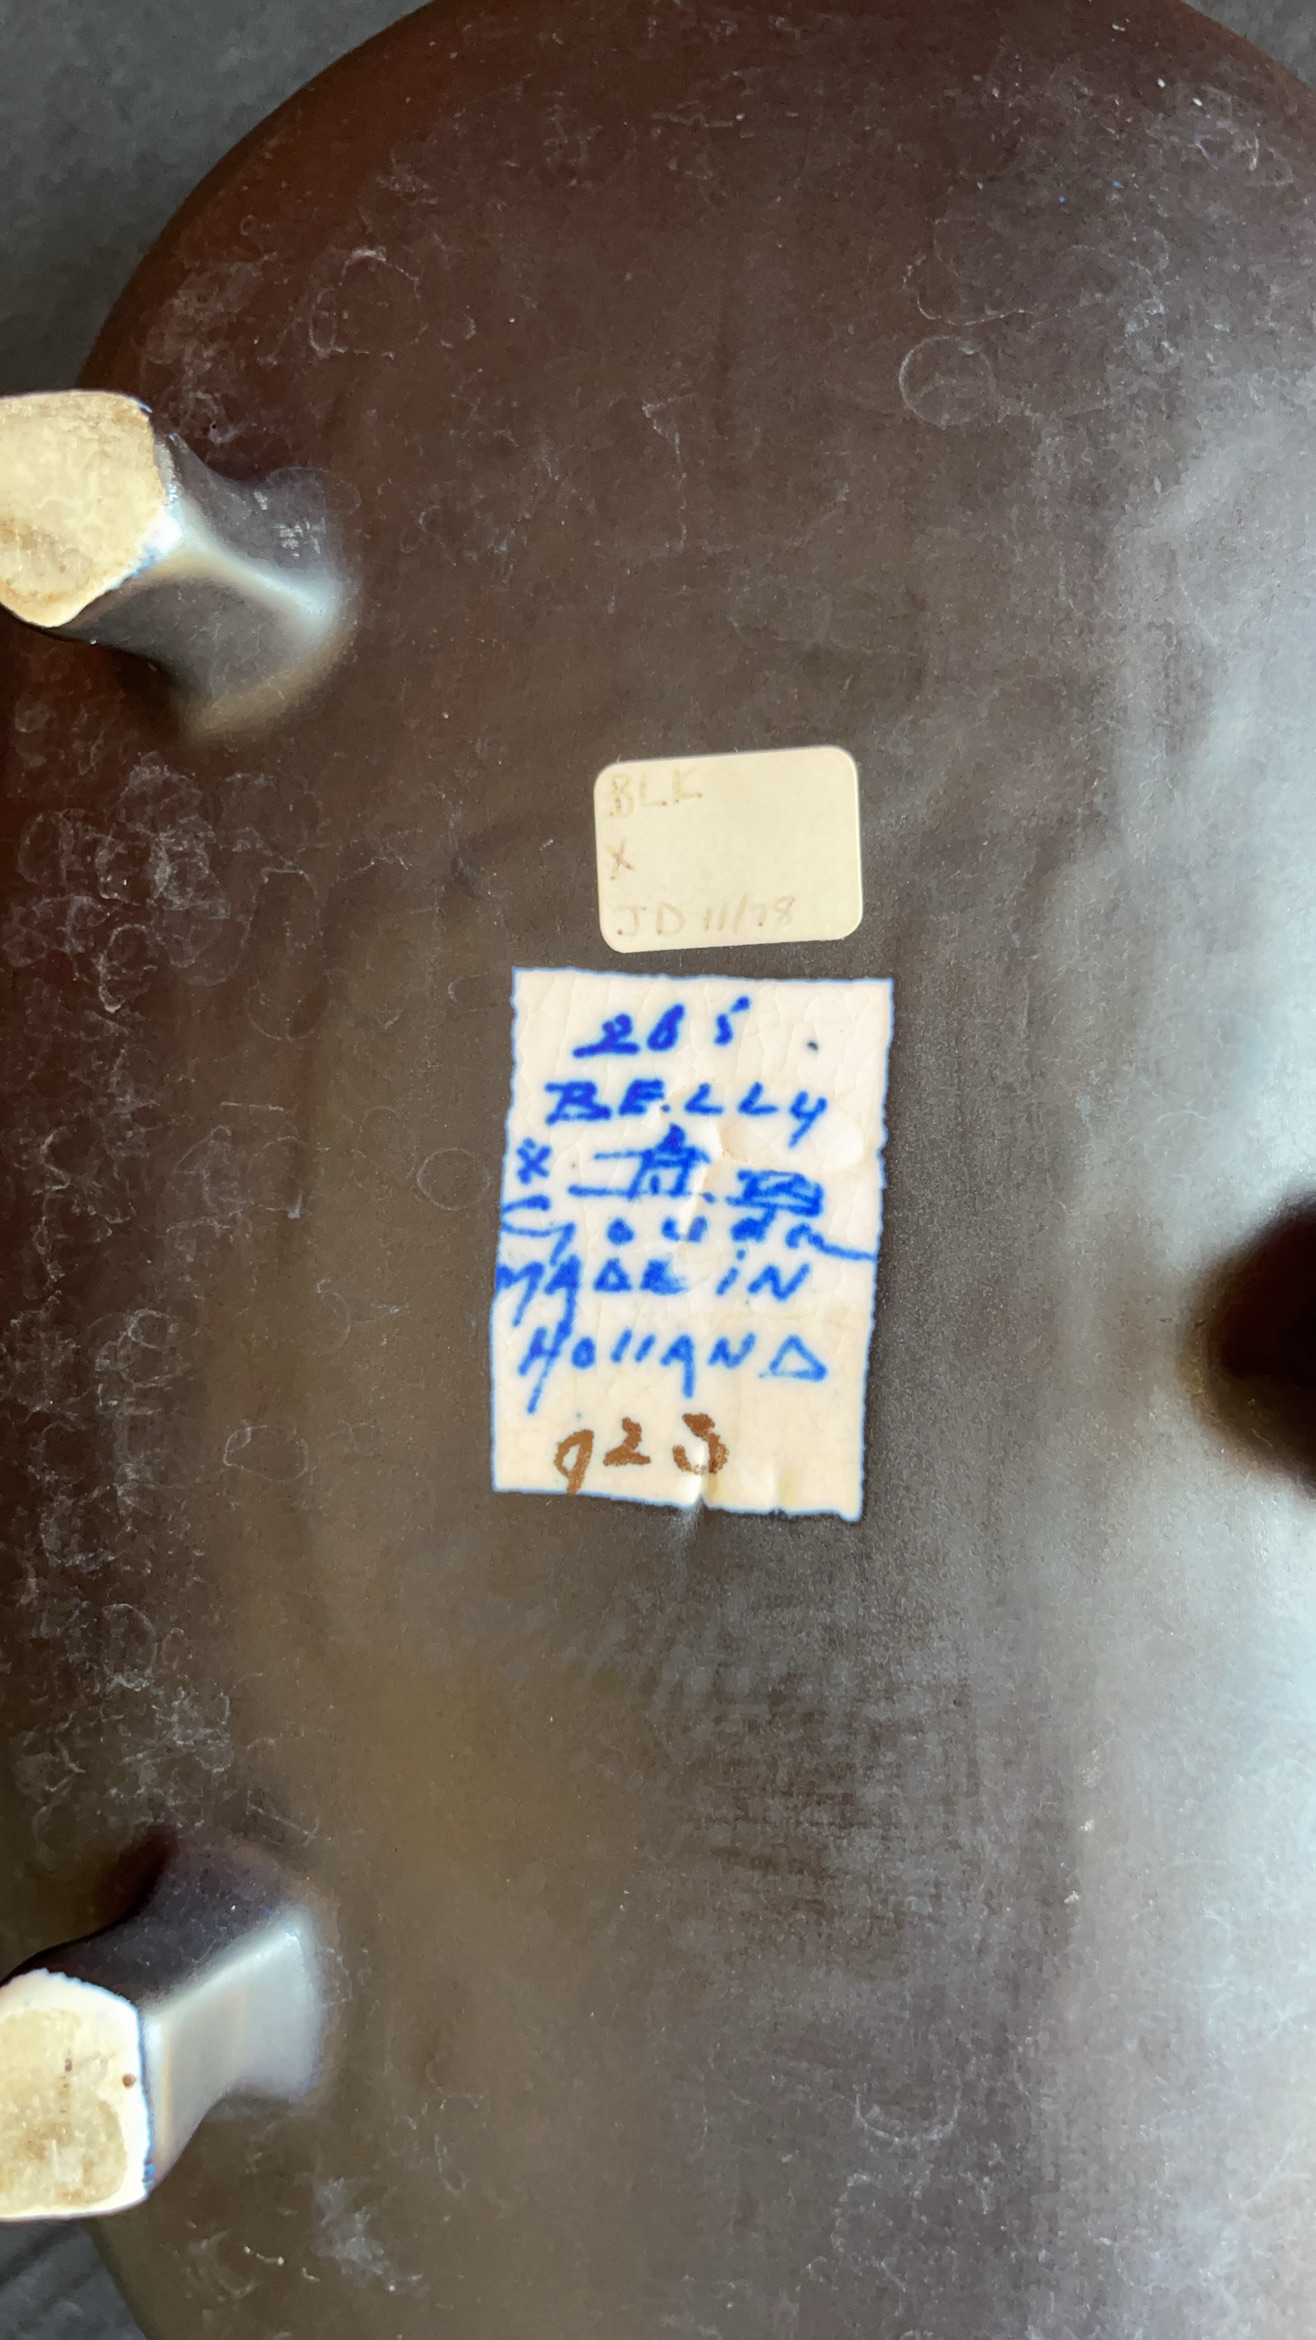 BLK
X
JD 11/78
285
BELLY
Gouda
MADE iN
HOLLAND
923